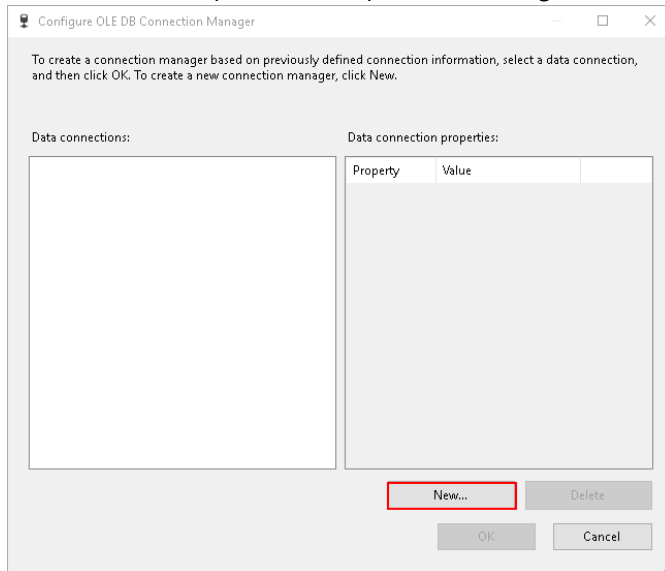 Configure OLE DB Connection Manager
To create a connection manager based on previously defined connection information, select a data connection,
and then click OK. To create a new connection manager, click New.
Data connections:
Data connection properties:
Property Value
New... Delete
OK Cancel